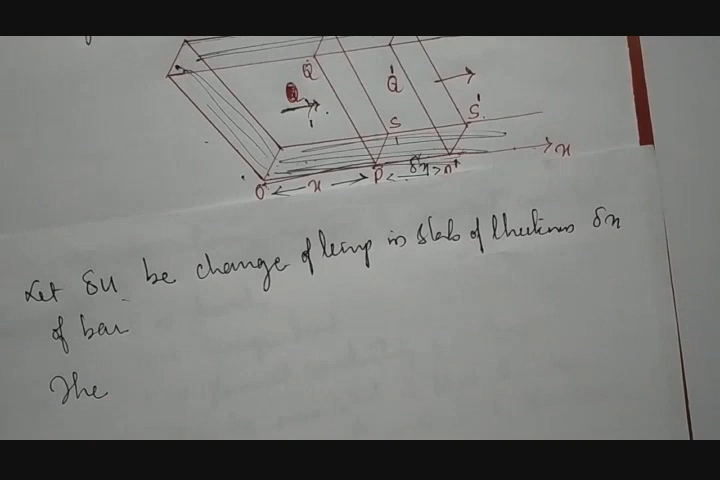 Q
Q'
Q
S
S'
O
x
P
δx
x
Let δu be change of temp in slab of thickness δx
of bar
The